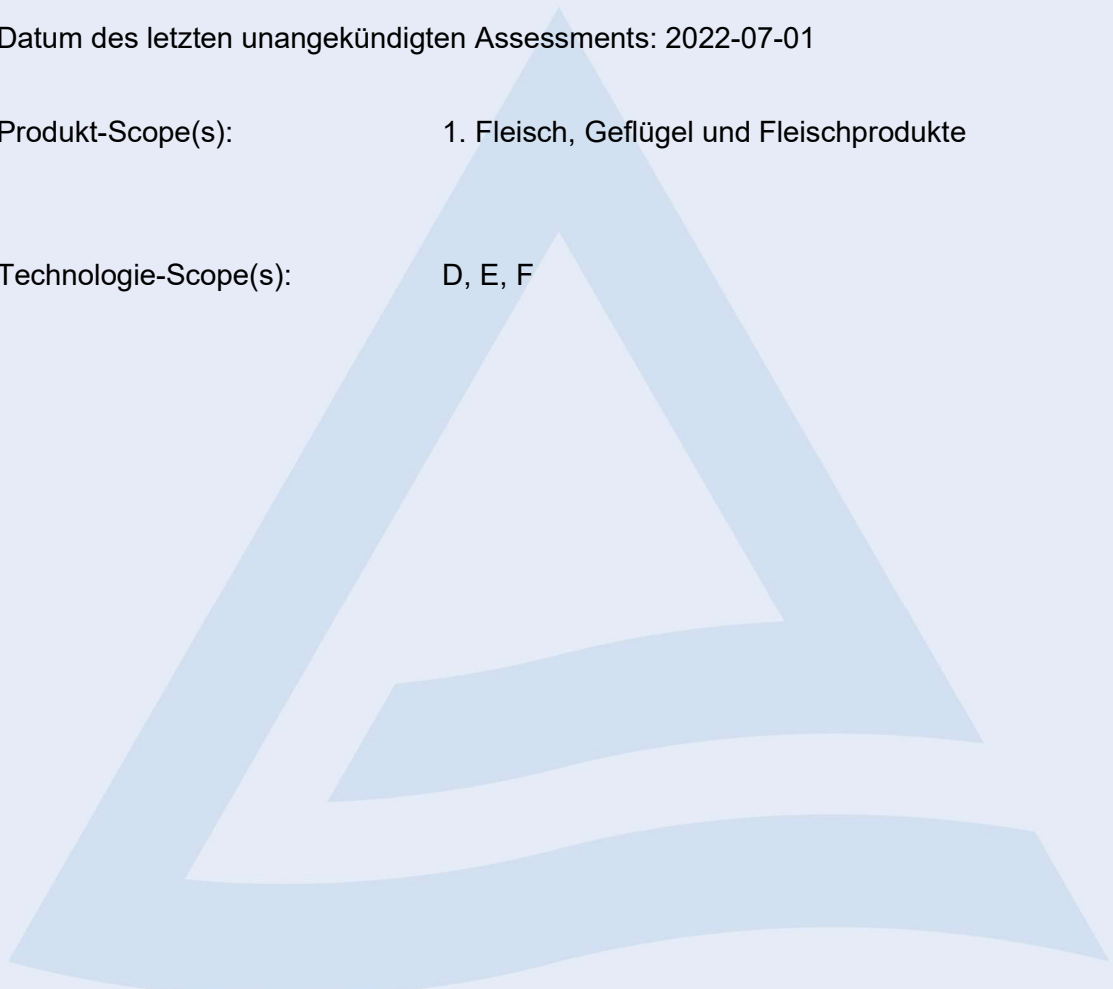 Datum des letzten unangekündigten Assessments: 2022-07-01
Produkt-Scope(s): 1. Fleisch, Geflügel und Fleischprodukte
Technologie-Scope(s): D, E, F